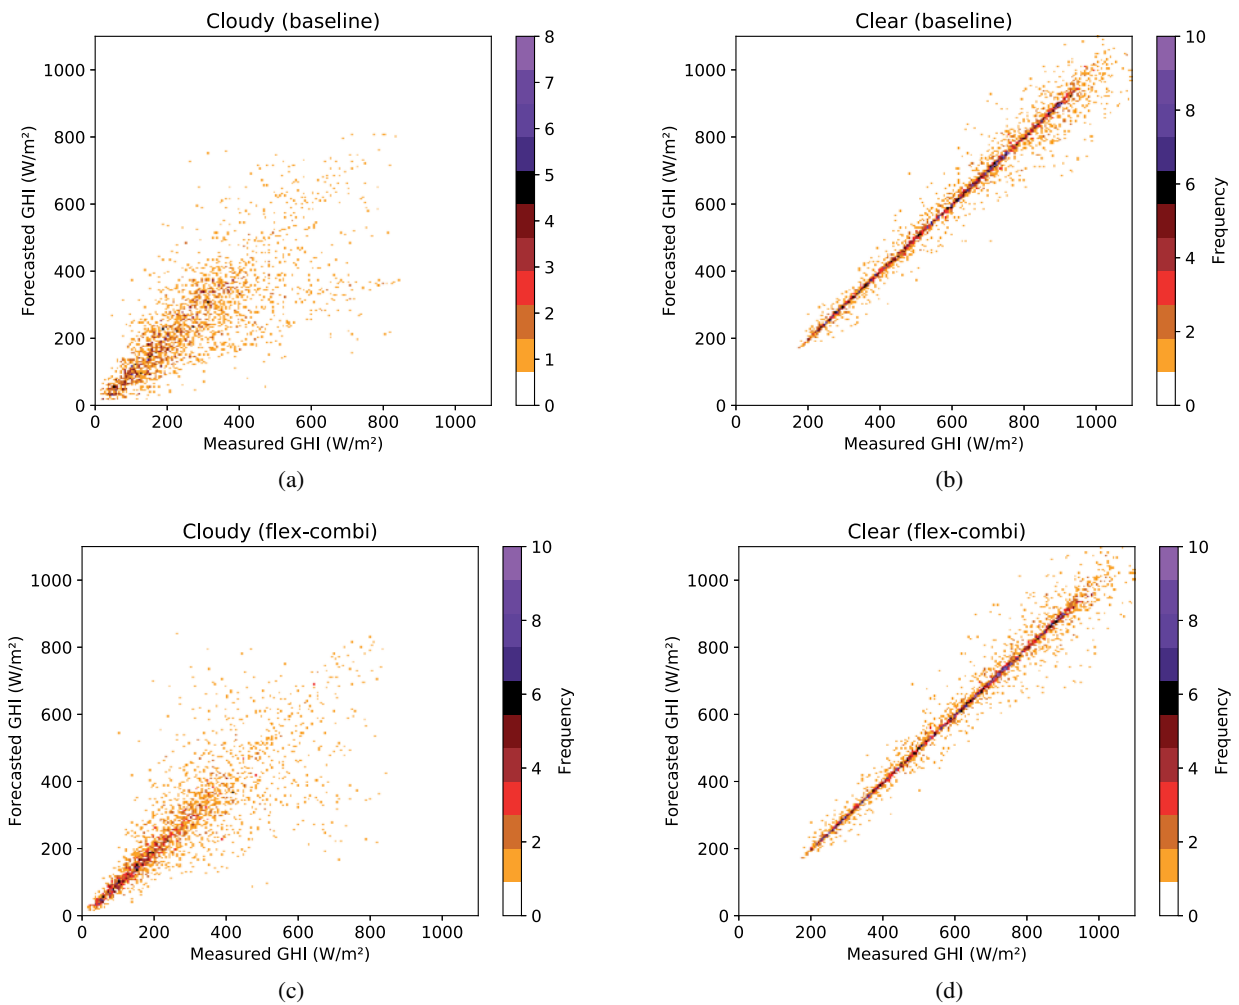 Cloudy (baseline)
Forecasted GHI (W/m²)
1000
800
600
400
200
0
0 200 400 600 800 1000
Measured GHI (W/m²)
8
7
6
5
4
3
2
1
0
(a)
Clear (baseline)
Forecasted GHI (W/m²)
1000
800
600
400
200
0
0 200 400 600 800 1000
Measured GHI (W/m²)
10
8
6
4
2
0
Frequency
(b)
Cloudy (flex-combi)
Forecasted GHI (W/m²)
1000
800
600
400
200
0
0 200 400 600 800 1000
Measured GHI (W/m²)
10
8
6
4
2
0
Frequency
(c)
Clear (flex-combi)
Forecasted GHI (W/m²)
1000
800
600
400
200
0
0 200 400 600 800 1000
Measured GHI (W/m²)
10
8
6
4
2
0
Frequency
(d)